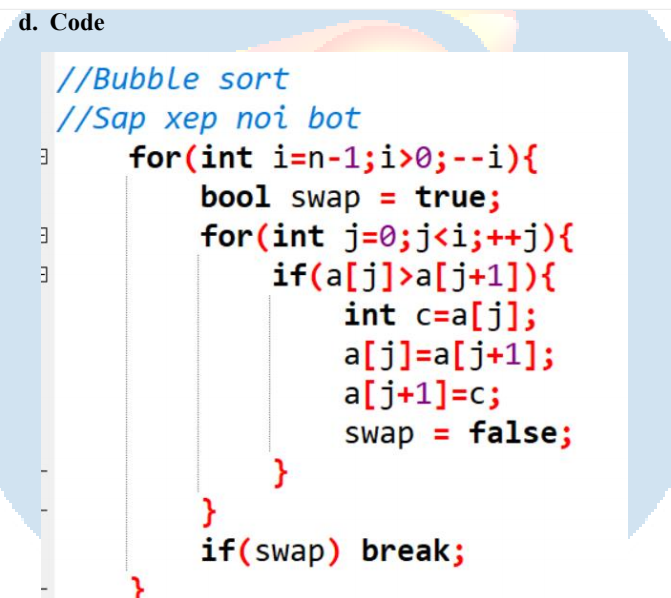 d. Code
//Bubble sort
//Sap xep noi bot
for(int i=n-1;i>0;--i){
bool swap = true;
for(int j=0;j<i;++j){
if(a[j]>a[j+1]){
int c=a[j];
a[j]=a[j+1];
a[j+1]=c;
swap = false;
}
}
if(swap) break;
}